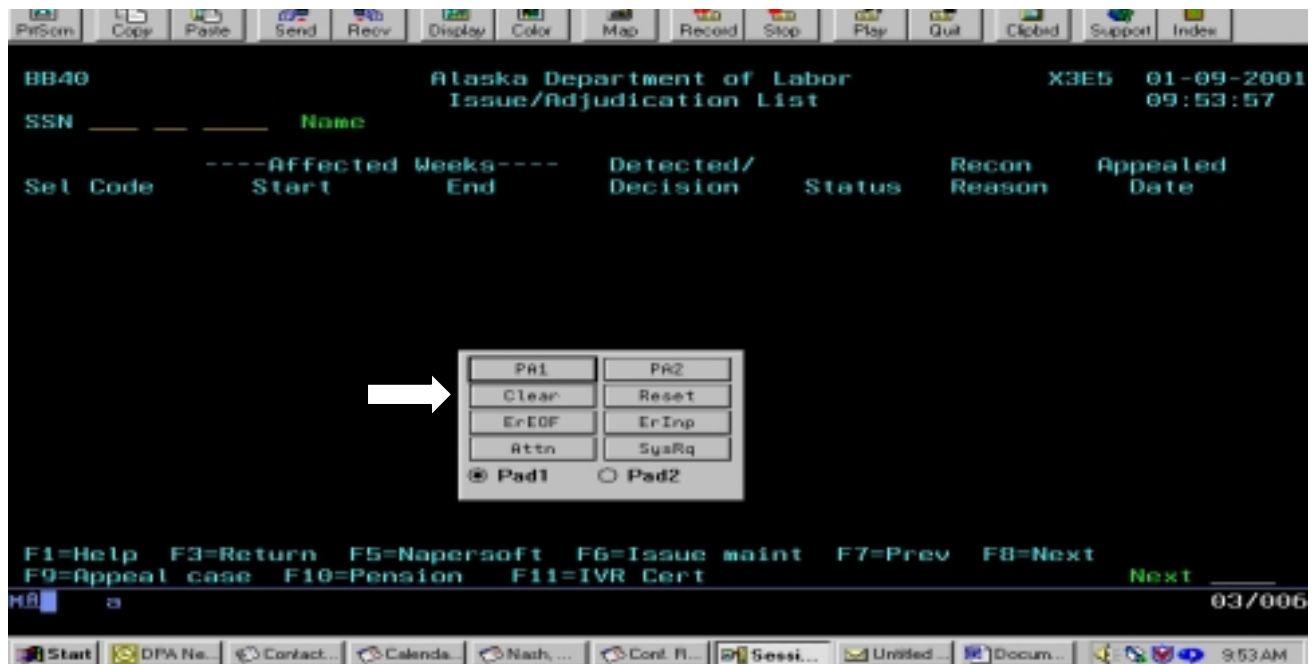 PrtScrn Copy Paste Send Recv Display Color Map Record Stop Play Quit Clipbrd Support Index
BB40 Alaska Department of Labor X3E5 01-09-2001
Issue/Adjudication List 09:53:57
SSN ___ __ ____ Name
----Affected Weeks---- Detected/ Recon Appealed
Sel Code Start End Decision Status Reason Date
PA1 PA2
Clear Reset
ErEOF ErInp
Attn SysRq
Pad1 Pad2
F1=Help F3=Return F5=Napersoft F6=Issue maint F7=Prev F8=Next
F9=Appeal case F10=Pension F11=IVR Cert Next ____
MA a 03/006
Start DPA Ne... Contact... Calenda... Nash, ... Conf. R... Sessi... Untitled ... Docum... 9:53 AM